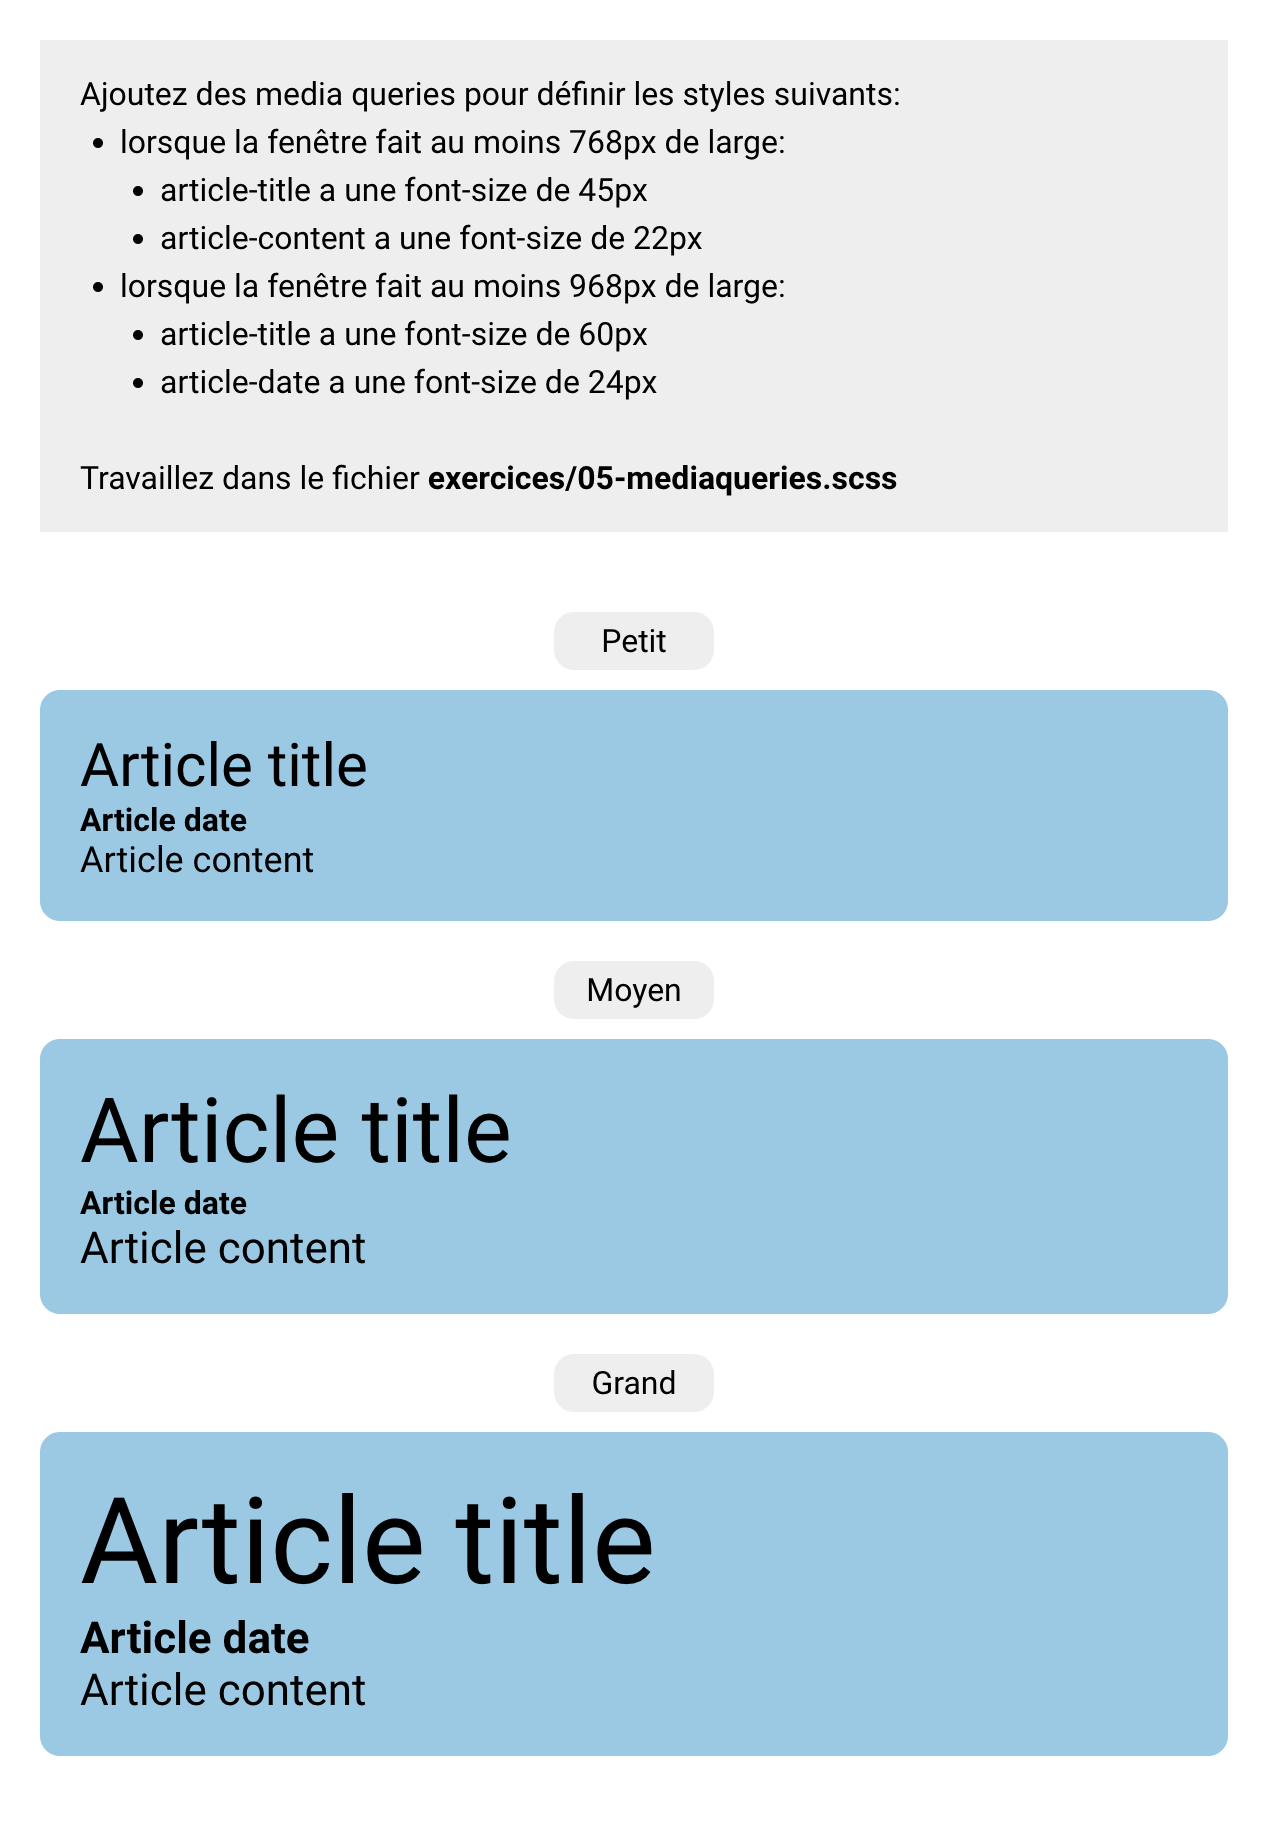 Ajoutez des media queries pour définir les styles suivants:
lorsque la fenêtre fait au moins 768px de large:
article-title a une font-size de 45px
article-content a une font-size de 22px
lorsque la fenêtre fait au moins 968px de large:
article-title a une font-size de 60px
article-date a une font-size de 24px
Travaillez dans le fichier exercices/05-mediaqueries.scss
Petit
Article title
Article date
Article content
Moyen
Article title
Article date
Article content
Grand
Article title
Article date
Article content